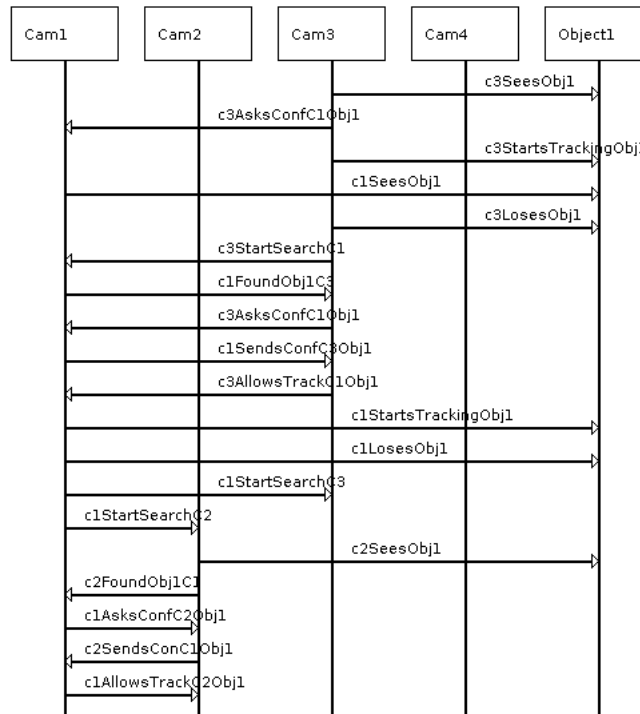 Cam1 Cam2 Cam3 Cam4 Object1
c3SeesObj1
c3AsksConfC1Obj1
c3StartsTrackingObj1
c1SeesObj1
c3LosesObj1
c3StartSearchC1
c1FoundObj1C3
c3AsksConfC1Obj1
c1SendsConfC3Obj1
c3AllowsTrackC1Obj1
c1StartsTrackingObj1
c1LosesObj1
c1StartSearchC3
c1StartSearchC2
c2SeesObj1
c2FoundObj1C1
c1AsksConfC2Obj1
c2SendsConC1Obj1
c1AllowsTrackC2Obj1